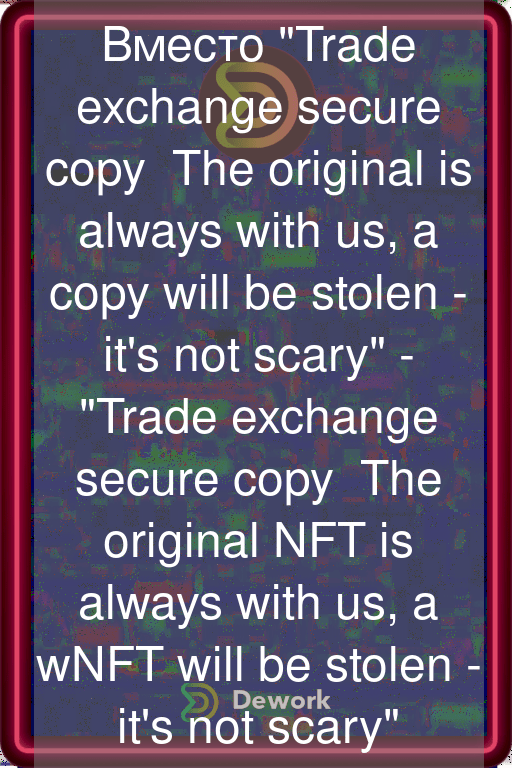 Вместо "Trade
exchange secure
copy  The original is
always with us, a
copy will be stolen -
it's not scary" -
"Trade exchange
secure copy  The
original NFT is
always with us, a
wNFT will be stolen -
Dework
it's not scary"